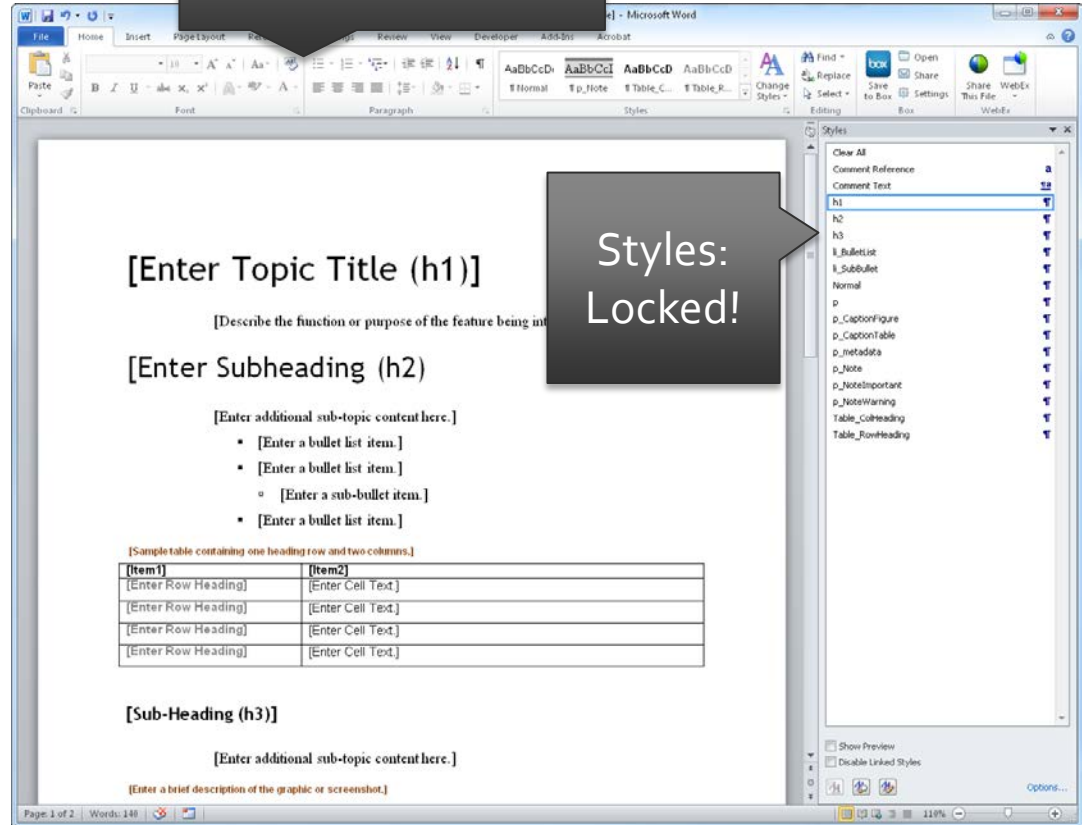 e] - Microsoft Word
File Home Insert Page Layout Review View Developer Add-Ins Acrobat
Paste
10
Clipboard Font Paragraph Styles Editing Box WebEx
AaBbCcDc AaBbCcI AaBbCcD AaBbCcD
¶ Normal ¶ p_Note ¶ Table_C... ¶ Table_R...
Change Styles
Find
Replace
Select
box
Save to Box
Open
Share
Settings
Share This File
WebEx
Styles
Clear All
Comment Reference a
Comment Text ¶a
h1 ¶
h2 ¶
h3 ¶
li_BulletList ¶
li_SubBullet ¶
Normal ¶
p ¶
p_CaptionFigure ¶
p_CaptionTable ¶
p_metadata ¶
p_Note ¶
p_NoteImportant ¶
p_NoteWarning ¶
Table_ColHeading ¶
Table_RowHeading ¶
Show Preview
Disable Linked Styles
Options...
Styles:
Locked!
[Enter Topic Title (h1)]
[Describe the function or purpose of the feature being int
[Enter Subheading (h2)
[Enter additional sub-topic content here.]
▪ [Enter a bullet list item.]
▪ [Enter a bullet list item.]
▫ [Enter a sub-bullet item.]
▪ [Enter a bullet list item.]
[Sample table containing one heading row and two columns.]
[Item1] [Item2]
[Enter Row Heading] [Enter Cell Text.]
[Enter Row Heading] [Enter Cell Text.]
[Enter Row Heading] [Enter Cell Text.]
[Enter Row Heading] [Enter Cell Text.]
[Sub-Heading (h3)]
[Enter additional sub-topic content here.]
[Enter a brief description of the graphic or screenshot.]
Page: 1 of 2 Words: 140 110%